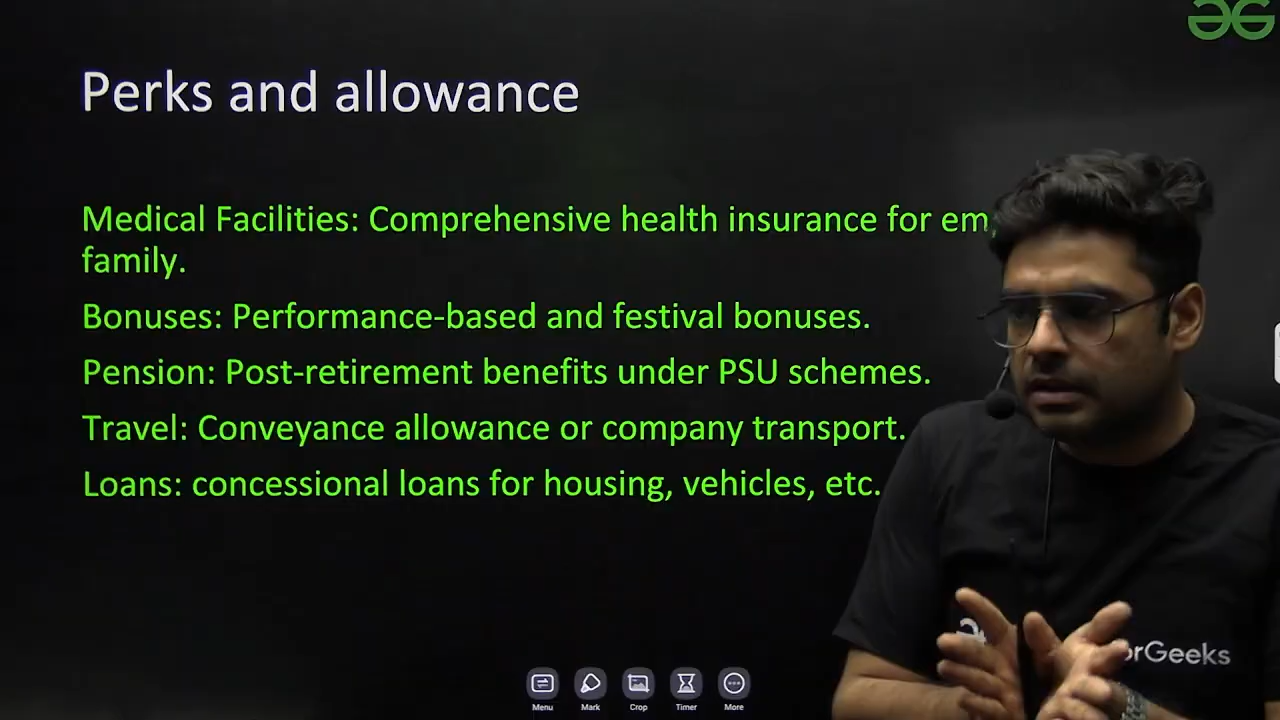 Perks and allowance
Medical Facilities: Comprehensive health insurance for
family.
Bonuses: Performance-based and festival bonuses.
Pension: Post-retirement benefits under PSU schemes.
Travel: Conveyance allowance or company transport.
Loans: concessional loans for housing, vehicles, etc.
orGeeks
Menu Mark Crop Timer More